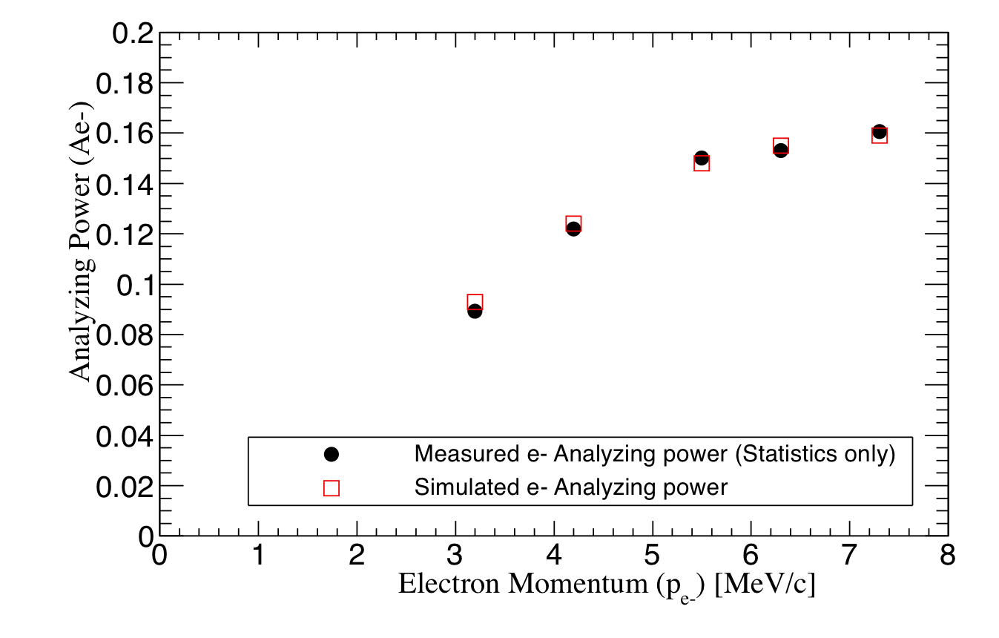 0.2
0.18
0.16
0.14
0.12
0.1
0.08
0.06
0.04
0.02
0
Analyzing Power (Ae-)
Measured e- Analyzing power (Statistics only)
Simulated e- Analyzing power
0 1 2 3 4 5 6 7 8
Electron Momentum (pe-) [MeV/c]